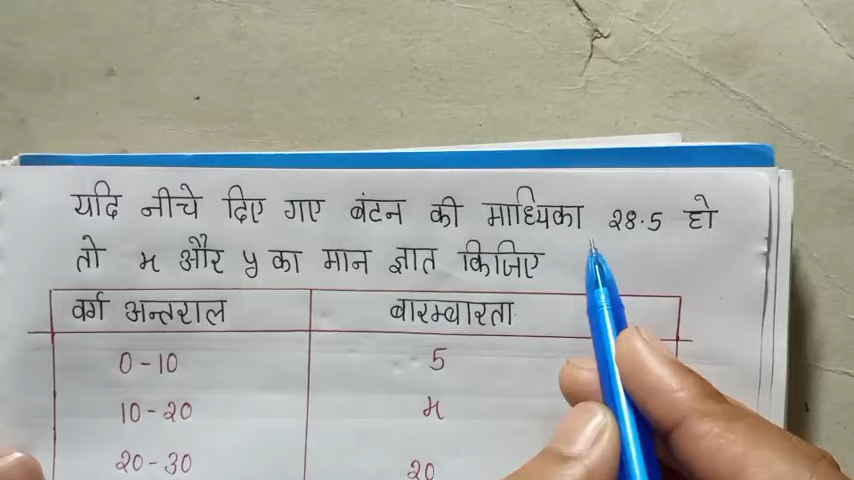 यदि नीचे दिए गए बंटन की माध्यिका 28.5 हो
तो x और y का मान ज्ञात किजिए
वर्ग अन्तराल बारम्बारता
0-10 5
10-20 x
20-30 20